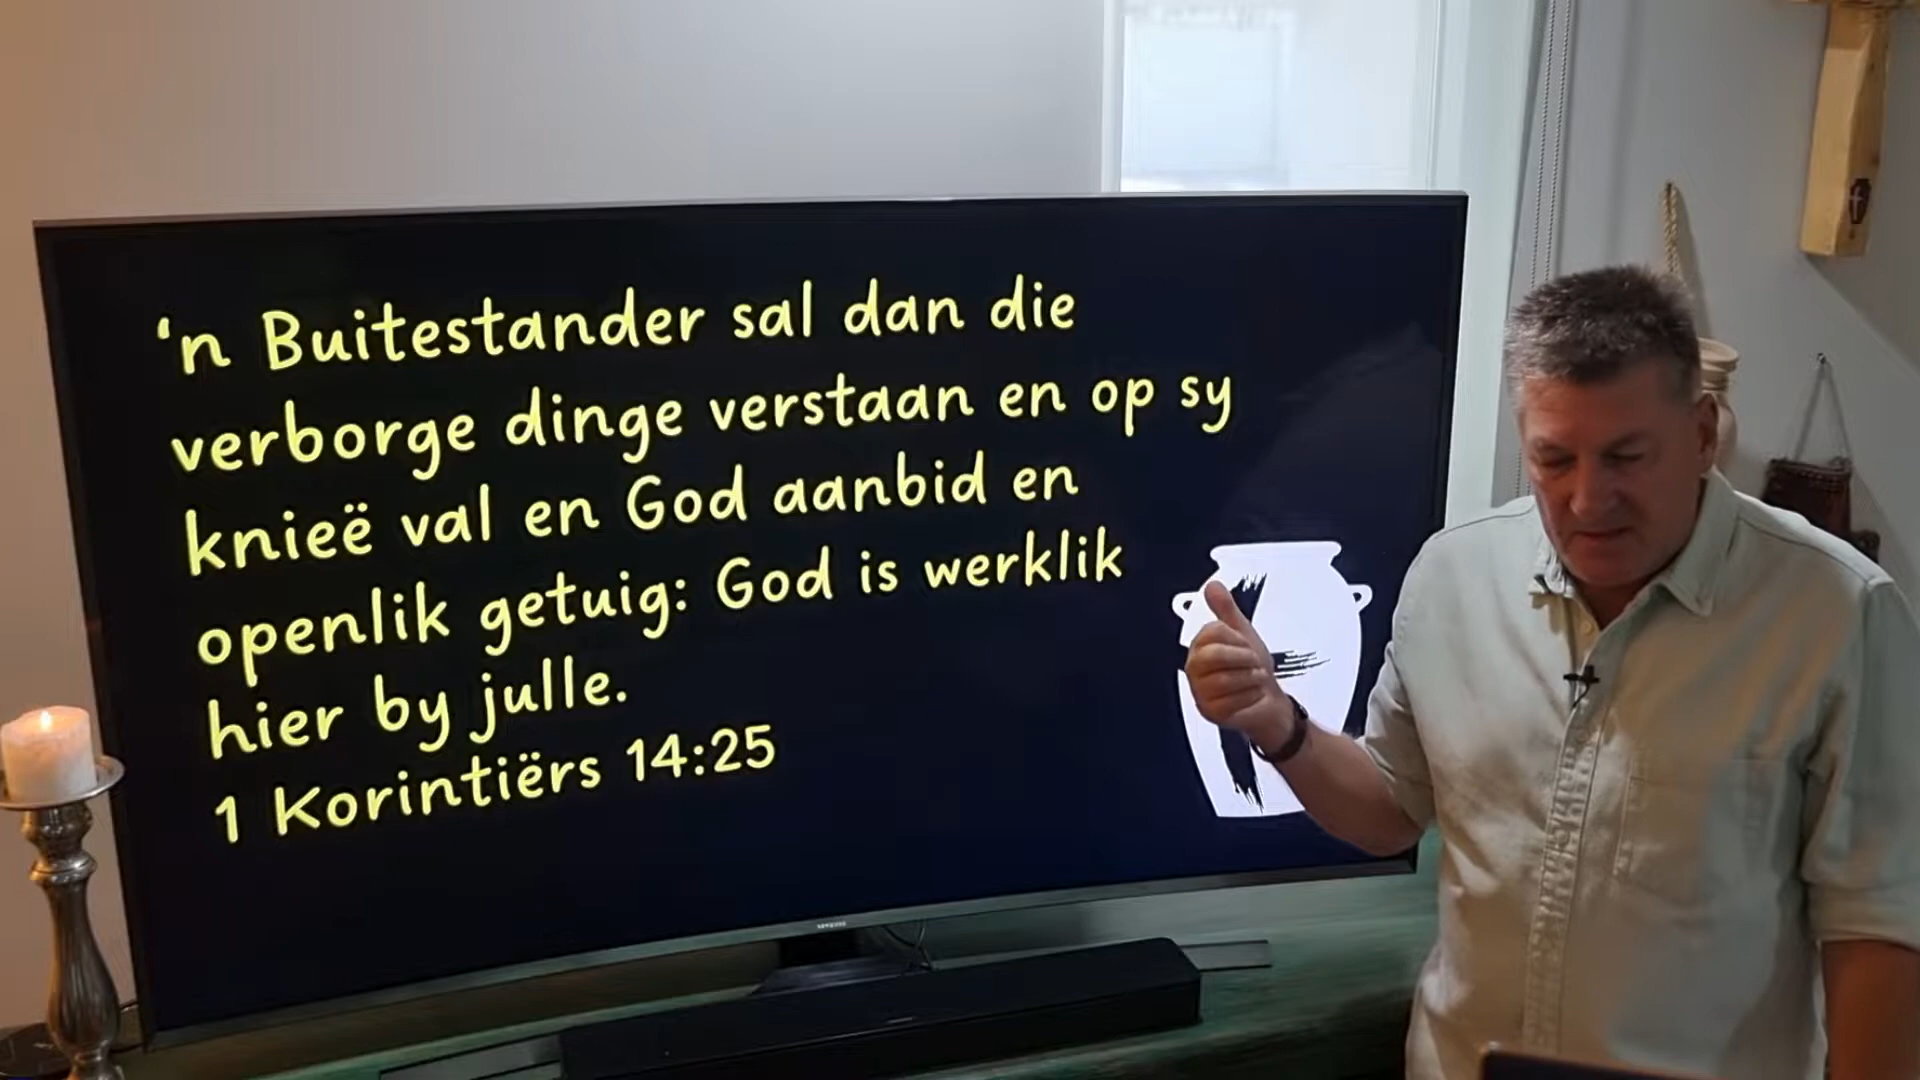 ‘n Buitestander sal dan die
verborge dinge verstaan en op sy
knieë val en God aanbid en
openlik getuig: God is werklik
hier by julle.
1 Korintiërs 14:25
SAMSUNG